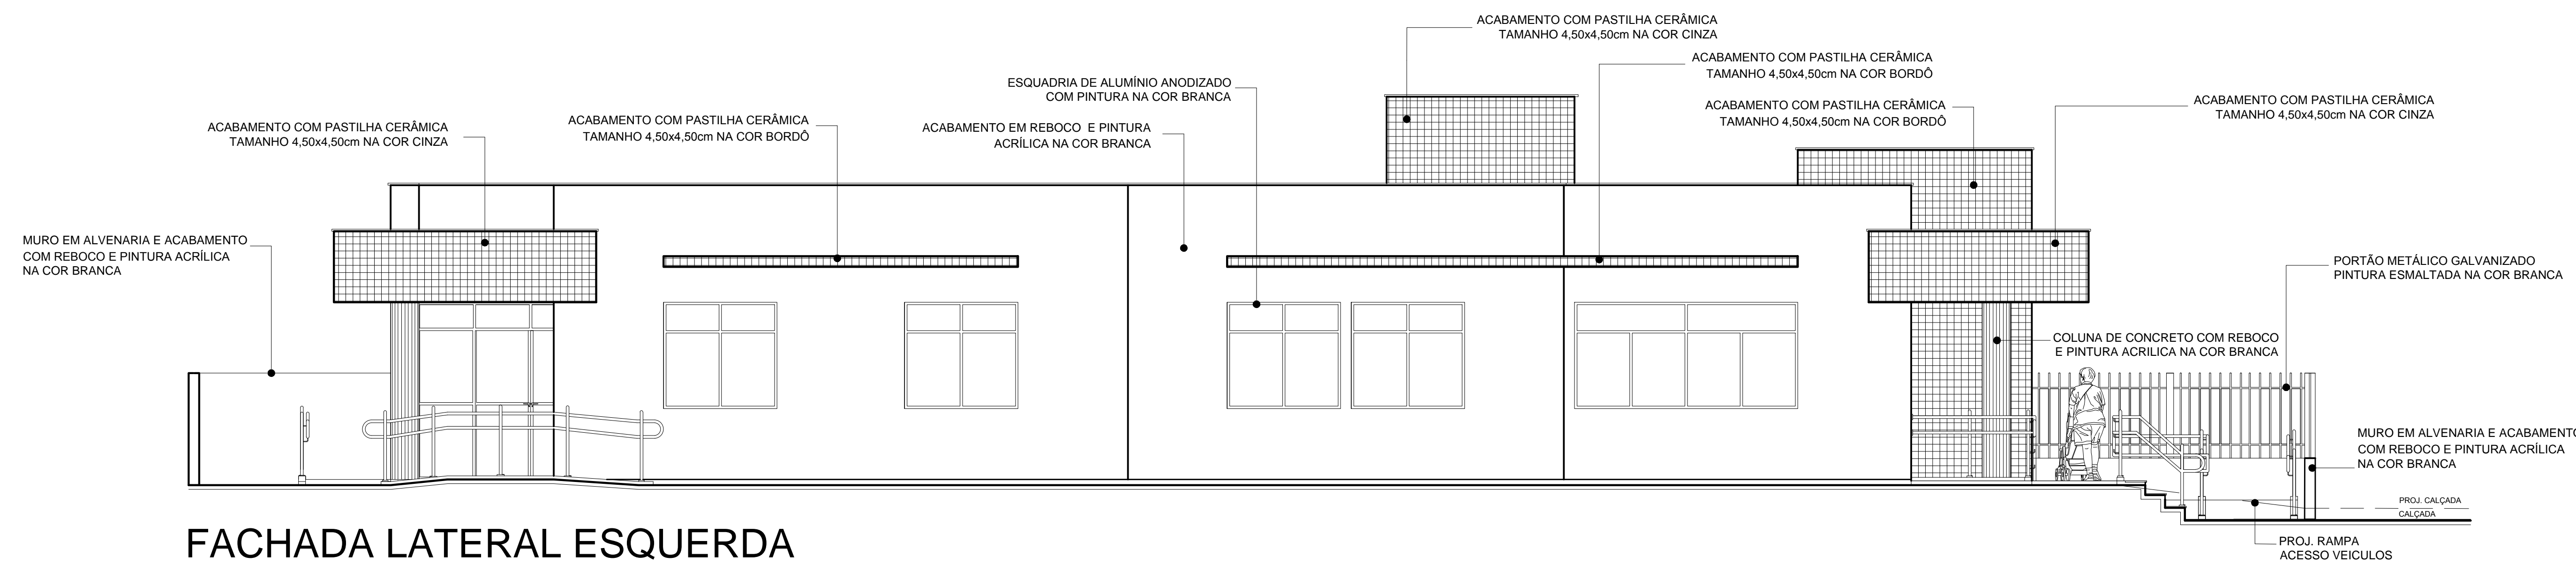 ACABAMENTO COM PASTILHA CERÂMICA
TAMANHO 4,50x4,50cm NA COR CINZA
ACABAMENTO COM PASTILHA CERÂMICA
TAMANHO 4,50x4,50cm NA COR BORDÔ
ESQUADRIA DE ALUMÍNIO ANODIZADO
COM PINTURA NA COR BRANCA
ACABAMENTO COM PASTILHA CERÂMICA
TAMANHO 4,50x4,50cm NA COR BORDÔ
ACABAMENTO COM PASTILHA CERÂMICA
TAMANHO 4,50x4,50cm NA COR CINZA
ACABAMENTO COM PASTILHA CERÂMICA
TAMANHO 4,50x4,50cm NA COR CINZA
ACABAMENTO COM PASTILHA CERÂMICA
TAMANHO 4,50x4,50cm NA COR BORDÔ
ACABAMENTO EM REBOCO E PINTURA
ACRÍLICA NA COR BRANCA
MURO EM ALVENARIA E ACABAMENTO
COM REBOCO E PINTURA ACRÍLICA
NA COR BRANCA
PORTÃO METÁLICO GALVANIZADO
PINTURA ESMALTADA NA COR BRANCA
COLUNA DE CONCRETO COM REBOCO
E PINTURA ACRILICA NA COR BRANCA
MURO EM ALVENARIA E ACABAMENTO
COM REBOCO E PINTURA ACRÍLICA
NA COR BRANCA
PROJ. CALÇADA
CALÇADA
PROJ. RAMPA
ACESSO VEICULOS
FACHADA LATERAL ESQUERDA